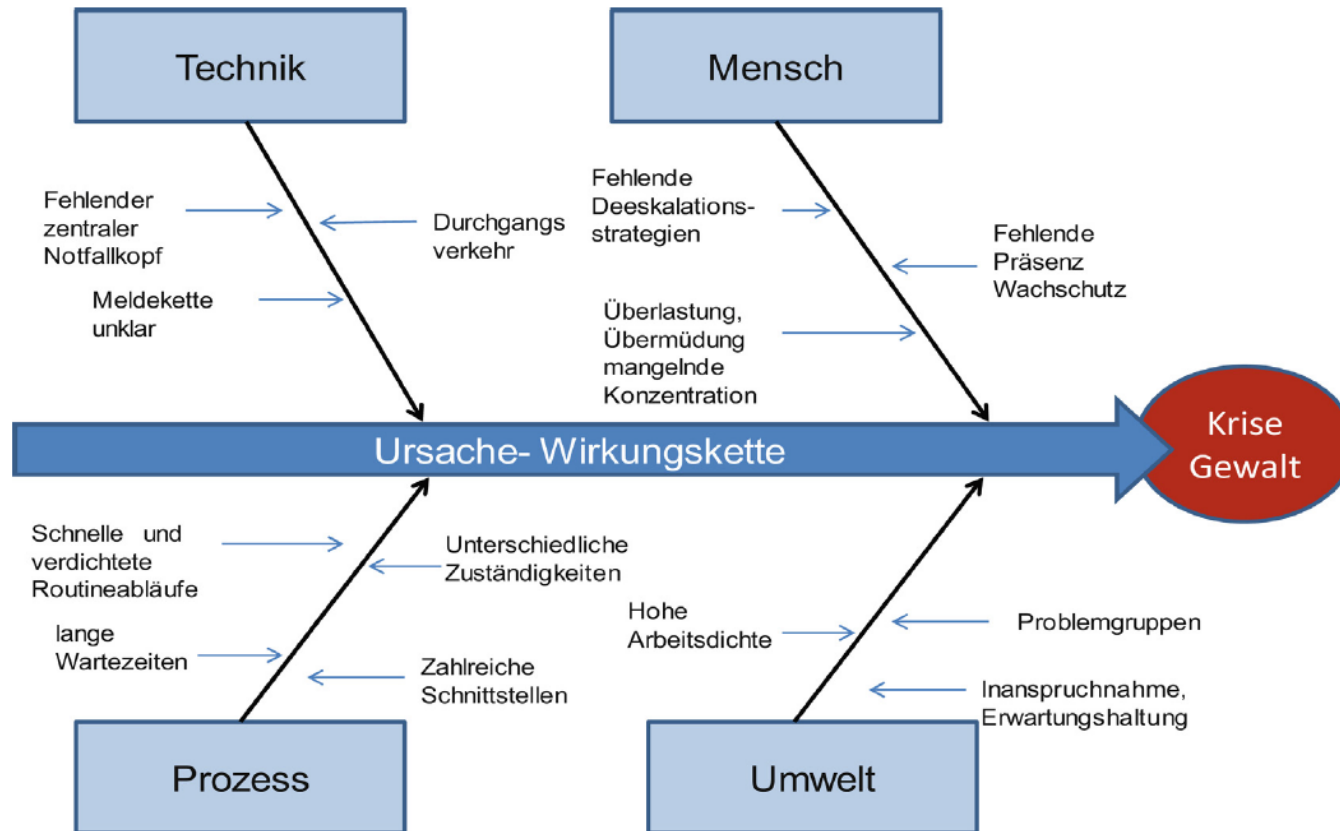 Technik
Mensch
Fehlender
zentraler
Notfallkopf
Durchgangs
verkehr
Meldekette
unklar
Fehlende
Deeskalations-
strategien
Fehlende
Präsenz
Wachschutz
Überlastung,
Übermüdung
mangelnde
Konzentration
Ursache- Wirkungskette
Krise
Gewalt
Schnelle und
verdichtete
Routineabläufe
Unterschiedliche
Zuständigkeiten
lange
Wartezeiten
Zahlreiche
Schnittstellen
Hohe
Arbeitsdichte
Problemgruppen
Inanspruchnahme,
Erwartungshaltung
Prozess
Umwelt